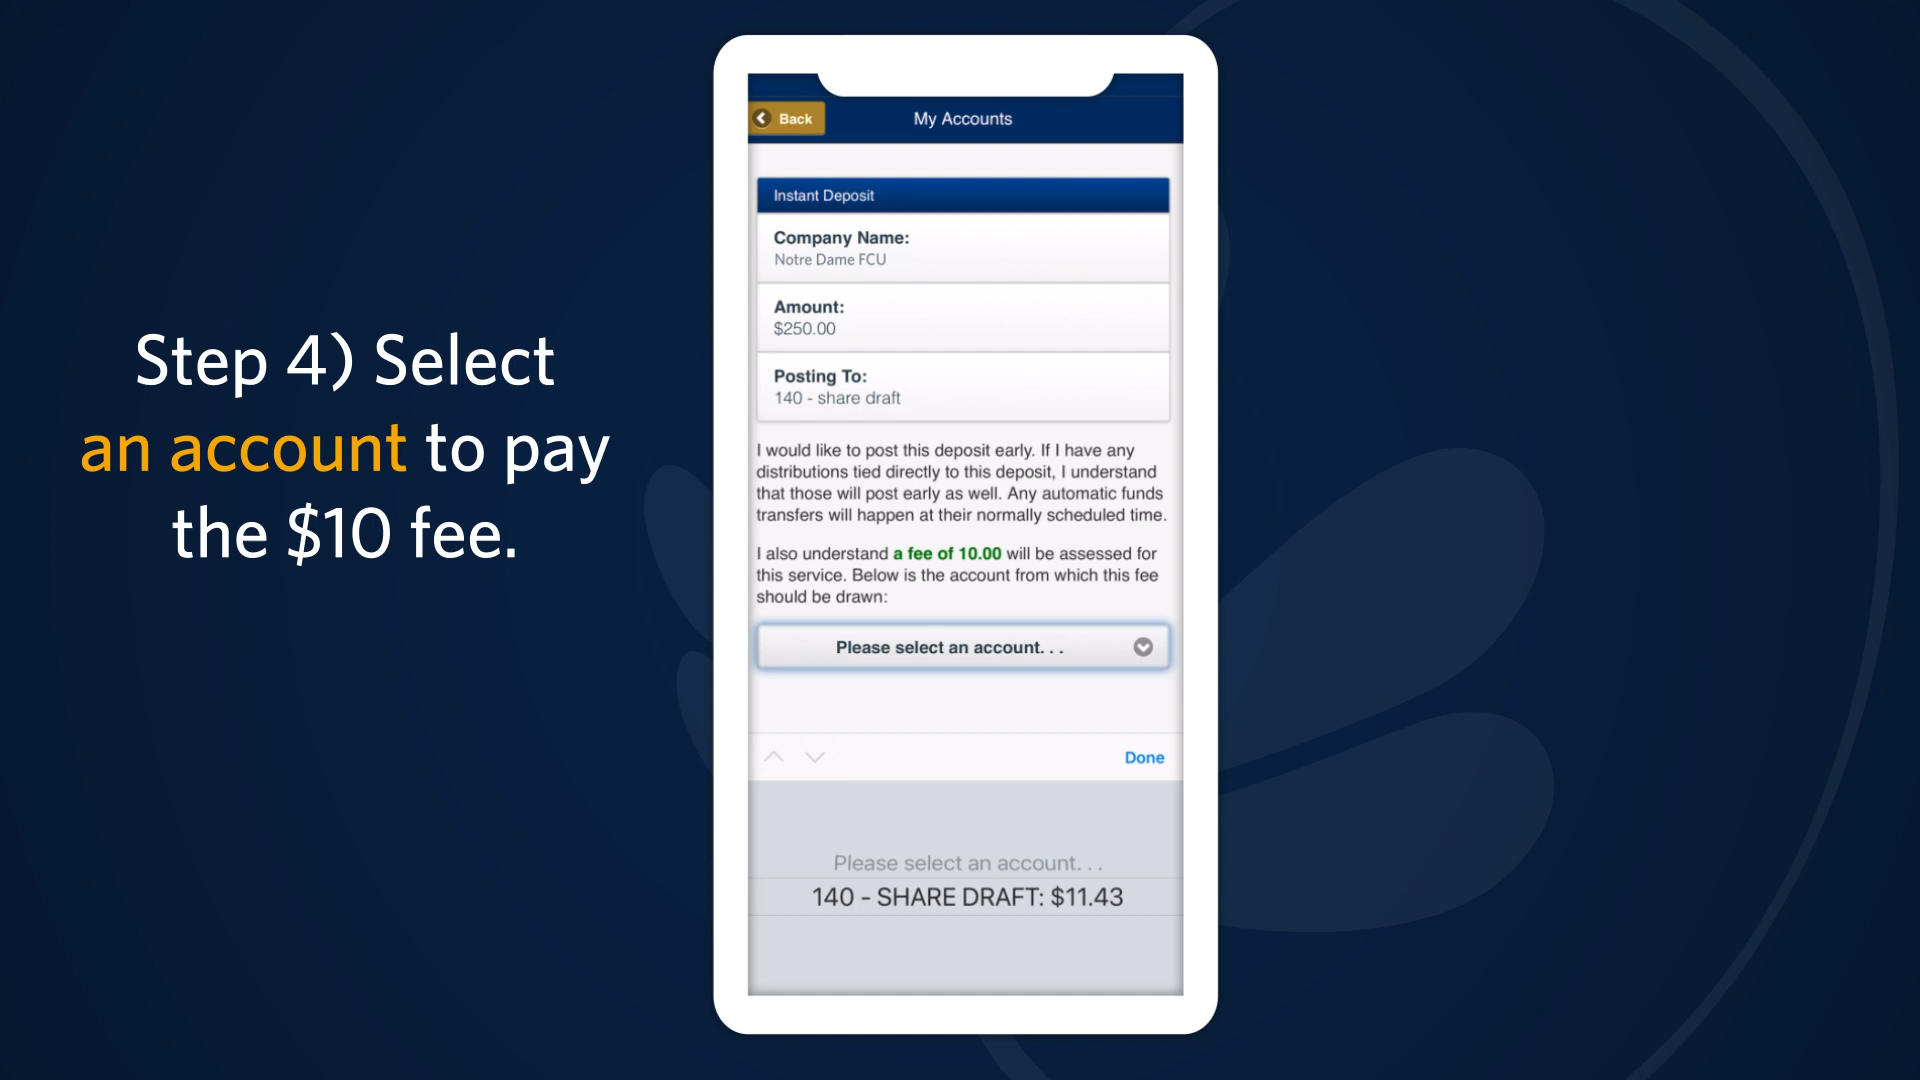 Step 4) Select
an account to pay
the $10 fee.
Back
My Accounts
Instant Deposit
Company Name:
Notre Dame FCU
Amount:
$250.00
Posting To:
140 - share draft
I would like to post this deposit early. If I have any
distributions tied directly to this deposit, I understand
that those will post early as well. Any automatic funds
transfers will happen at their normally scheduled time.
I also understand a fee of 10.00 will be assessed for
this service. Below is the account from which this fee
should be drawn:
Please select an account. . .
Done
Please select an account. . .
140 - SHARE DRAFT: $11.43